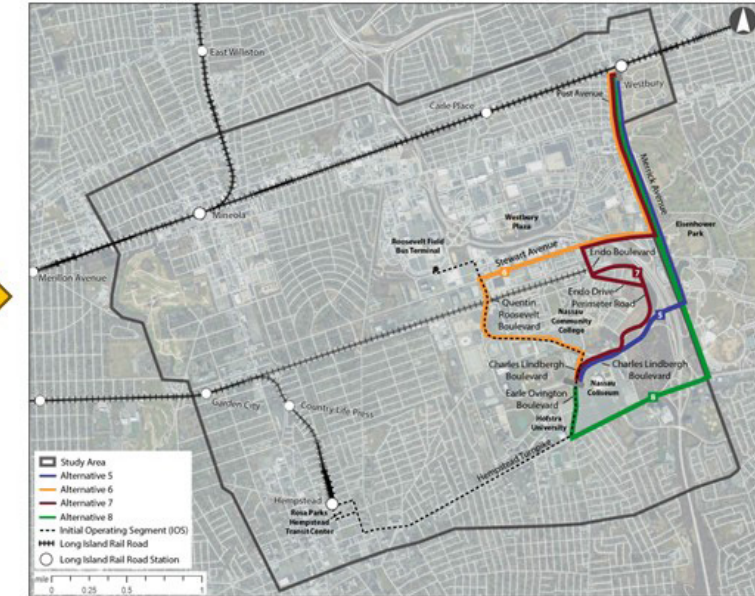 East Williston
Westbury
Post Avenue
Carle Place
Merrick Avenue
Mineola
Westbury
Plaza
Eisenhower
Park
Roosevelt Field
Bus Terminal
Stewart Avenue
Endo Boulevard
Merillon Avenue
6
7
Endo Drive
Perimeter Road
Quentin
Roosevelt
Boulevard
Nassau
Community
College
5
Charles Lindbergh
Boulevard
Charles Lindbergh
Boulevard
Nassau
Coliseum
Earle Ovington
Boulevard
8
Garden City
Country Life Press
Hofstra
University
Hempstead Turnpike
Hempstead
Rosa Parks
Hempstead
Transit Center
Study Area
Alternative 5
Alternative 6
Alternative 7
Alternative 8
Initial Operating Segment (IOS)
Long Island Rail Road
Long Island Rail Road Station
mile
0 0.25 0.5 1